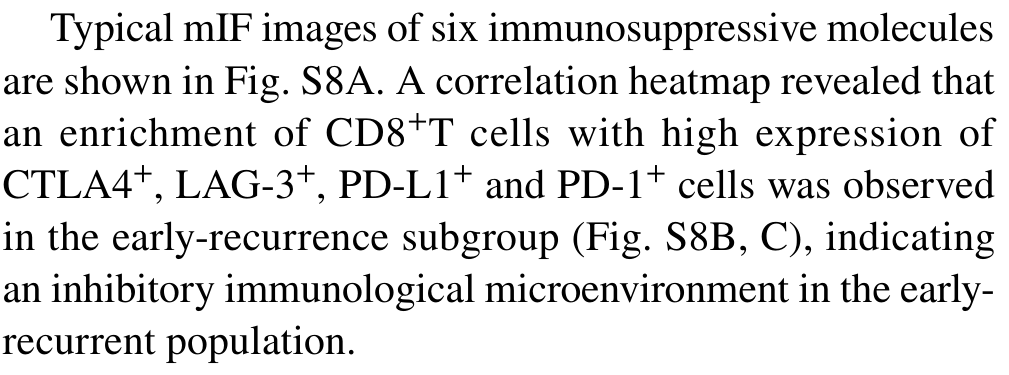 Typical mIF images of six immunosuppressive molecules
are shown in Fig. S8A. A correlation heatmap revealed that
an enrichment of CD8⁺T cells with high expression of
CTLA4⁺, LAG-3⁺, PD-L1⁺ and PD-1⁺ cells was observed
in the early-recurrence subgroup (Fig. S8B, C), indicating
an inhibitory immunological microenvironment in the early-
recurrent population.